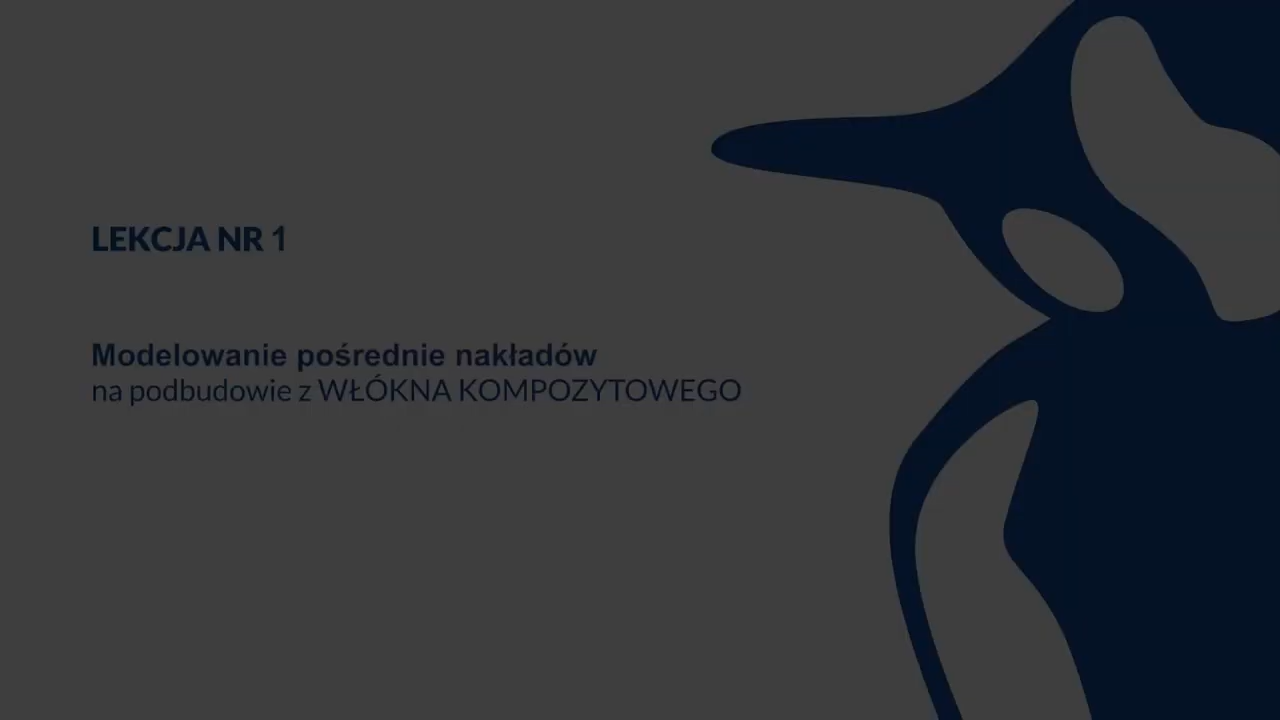 LEKCJA NR 1
Modelowanie pośrednie nakładów
na podbudowie z WŁÓKNA KOMPOZYTOWEGO